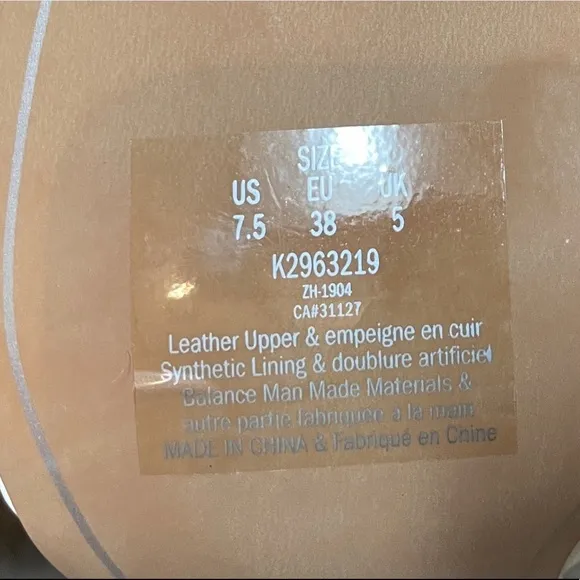 SIZE
US EU UK
7.5 38 5
K2963219
ZH-1904
CA#31127
Leather Upper & empeigne en cuir
Synthetic Lining & doublure artificiel
Balance Man Made Materials &
autre partie fabriquée à la main
MADE IN CHINA & Fabriqué en Chine